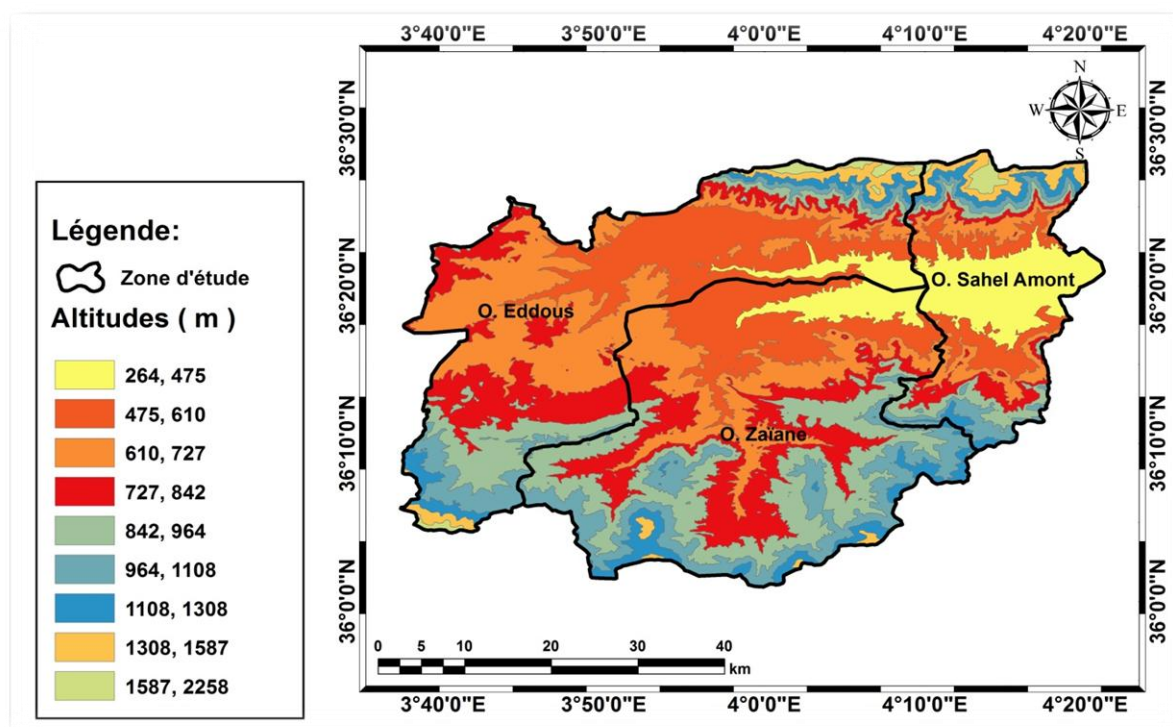 3°40'0"E 3°50'0"E 4°0'0"E 4°10'0"E 4°20'0"E
N
W E
S
36°30'0"N 36°30'0"N
36°20'0"N 36°20'0"N
36°10'0"N 36°10'0"N
36°0'0"N 36°0'0"N
Légende:
Zone d'étude
Altitudes ( m )
264, 475
475, 610
610, 727
727, 842
842, 964
964, 1108
1108, 1308
1308, 1587
1587, 2258
O. Sahel Amont
O. Eddous
O. Zaïane
0 5 10 20 30 40
km
3°40'0"E 3°50'0"E 4°0'0"E 4°10'0"E 4°20'0"E